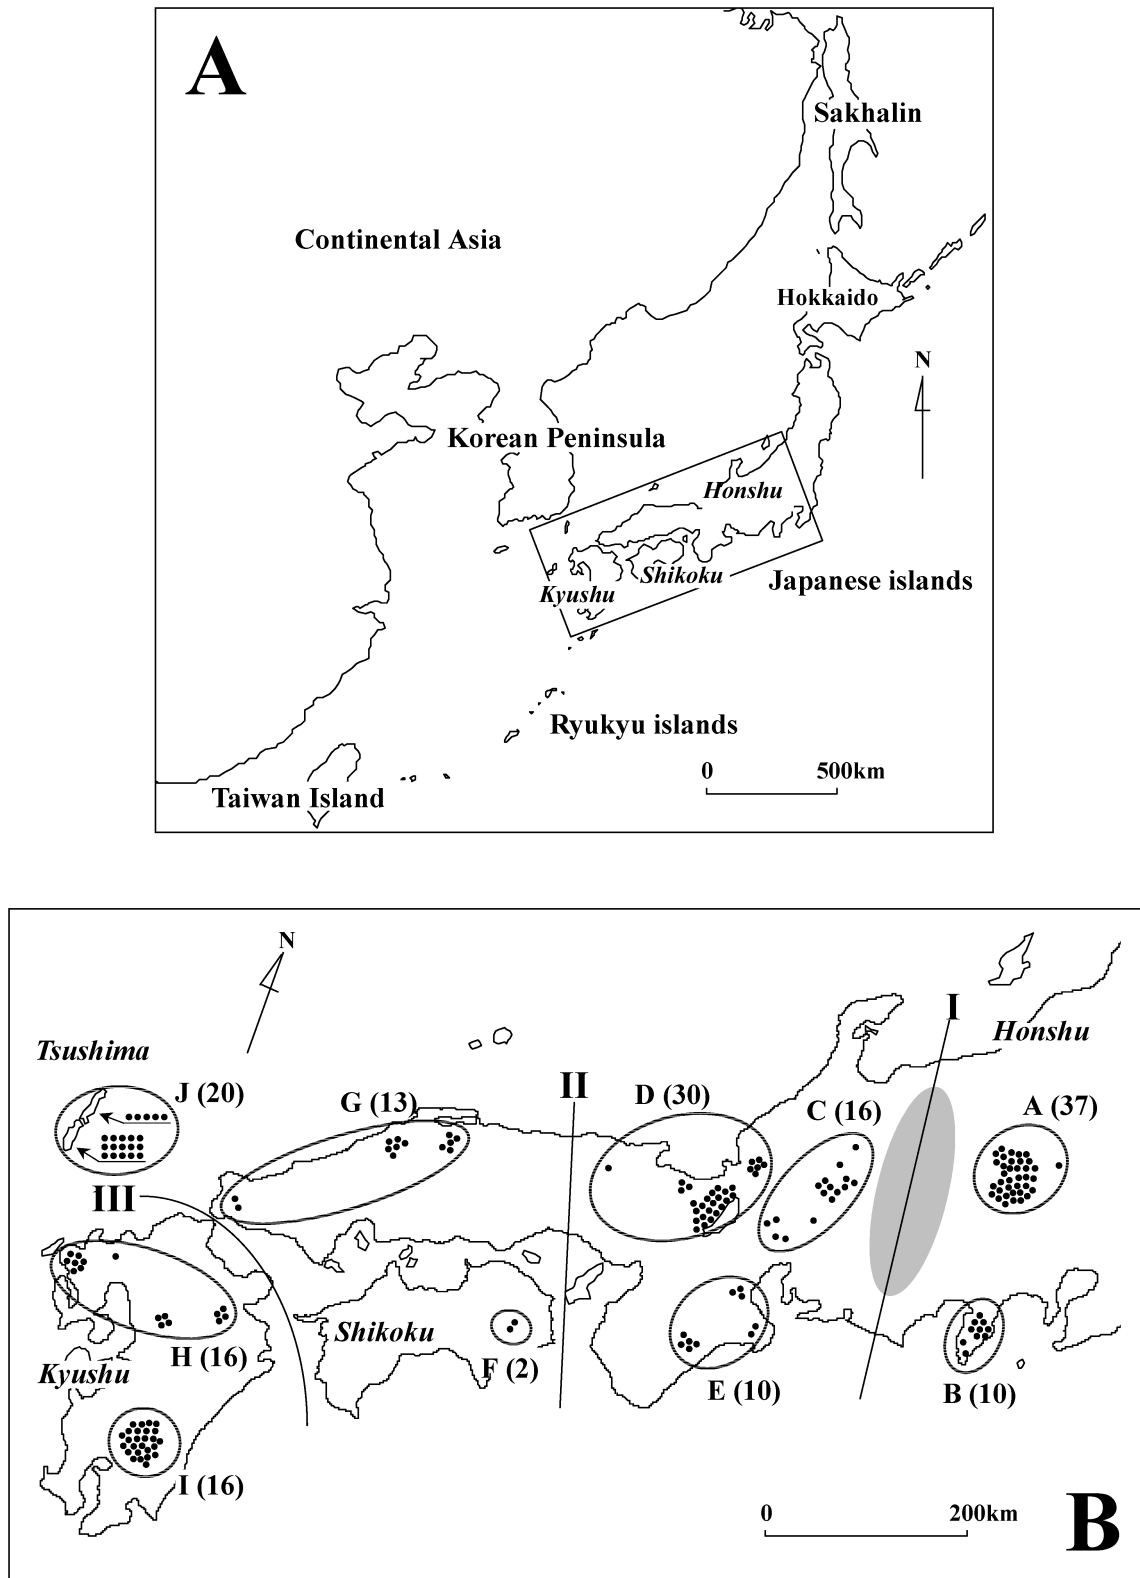 A
Sakhalin
Continental Asia
Hokkaido
N
Korean Peninsula
Honshu
Shikoku
Japanese islands
Kyushu
Ryukyu islands
0 500km
Taiwan Island
N
I
Honshu
Tsushima
II
J (20)
G (13)
D (30)
C (16)
A (37)
III
Shikoku
H (16)
F (2)
Kyushu
E (10)
B (10)
I (16)
0 200km
B